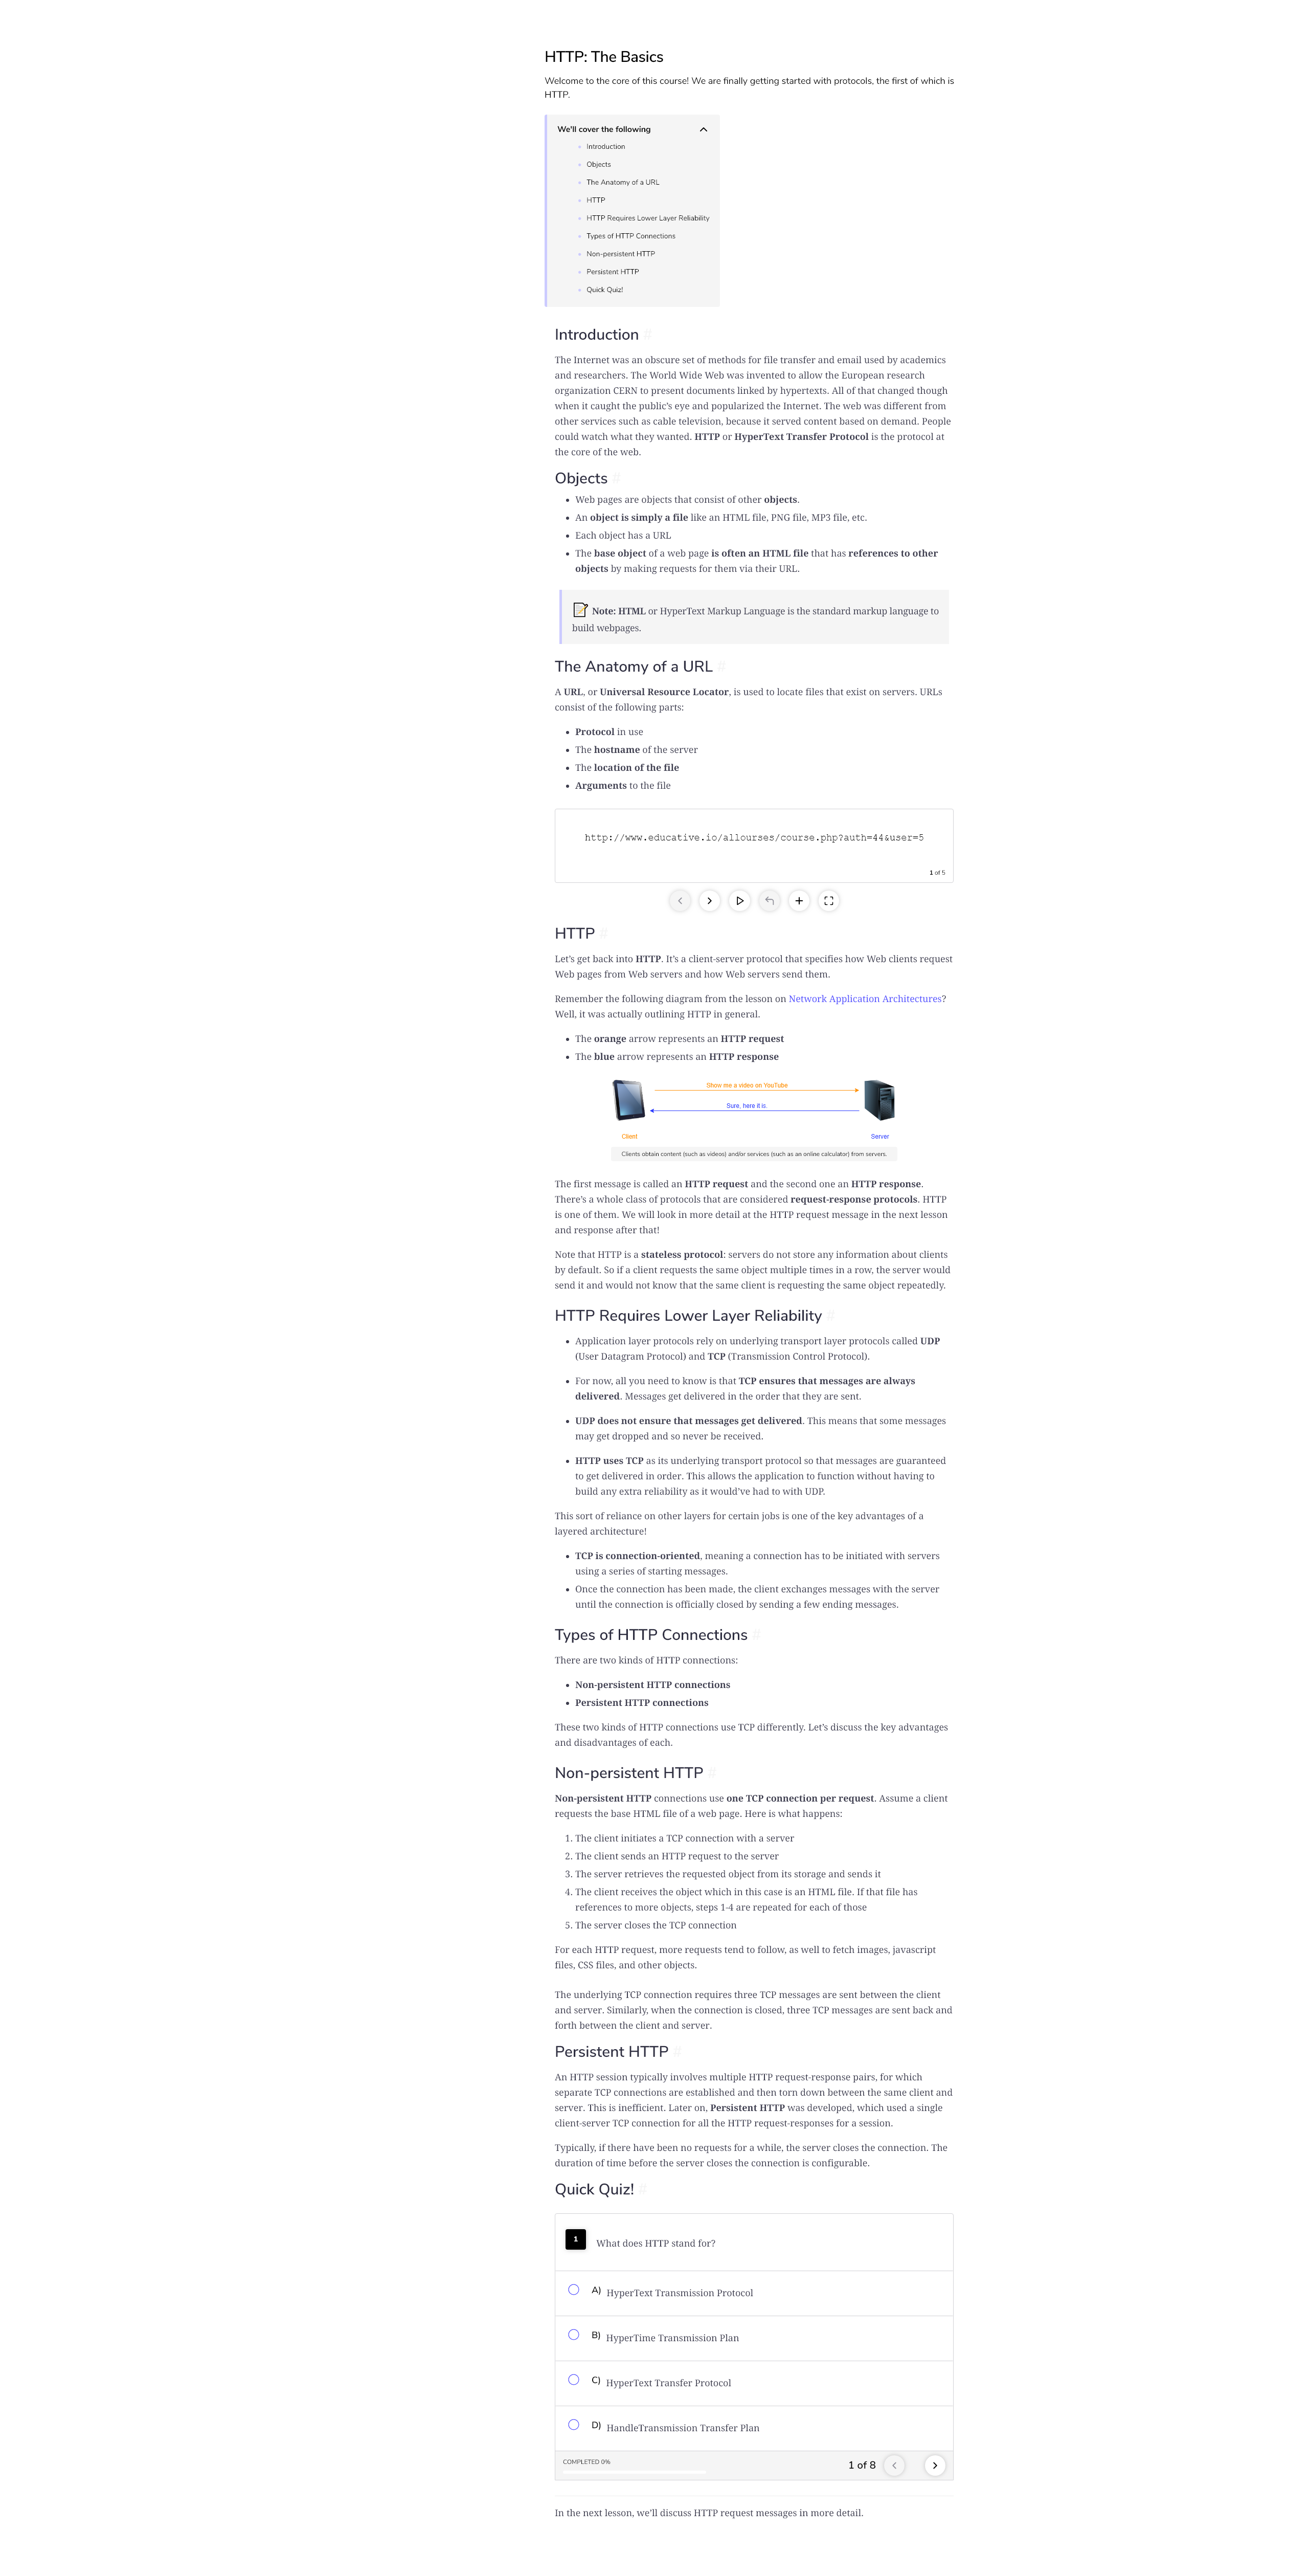 HTTP: The Basics
Welcome to the core of this course! We are finally getting started with protocols, the first of which is
HTTP.
We'll cover the following
Introduction
Objects
The Anatomy of a URL
HTTP
HTTP Requires Lower Layer Reliability
Types of HTTP Connections
Non-persistent HTTP
Persistent HTTP
Quick Quiz!
Introduction #
The Internet was an obscure set of methods for file transfer and email used by academics
and researchers. The World Wide Web was invented to allow the European research
organization CERN to present documents linked by hypertexts. All of that changed though
when it caught the public’s eye and popularized the Internet. The web was different from
other services such as cable television, because it served content based on demand. People
could watch what they wanted. HTTP or HyperText Transfer Protocol is the protocol at
the core of the web.
Objects #
• Web pages are objects that consist of other objects.
• An object is simply a file like an HTML file, PNG file, MP3 file, etc.
• Each object has a URL
• The base object of a web page is often an HTML file that has references to other
objects by making requests for them via their URL.
📝 Note: HTML or HyperText Markup Language is the standard markup language to
build webpages.
The Anatomy of a URL #
A URL, or Universal Resource Locator, is used to locate files that exist on servers. URLs
consist of the following parts:
• Protocol in use
• The hostname of the server
• The location of the file
• Arguments to the file
http://www.educative.io/allourses/course.php?auth=44&user=5
1 of 5
HTTP #
Let’s get back into HTTP. It’s a client-server protocol that specifies how Web clients request
Web pages from Web servers and how Web servers send them.
Remember the following diagram from the lesson on Network Application Architectures?
Well, it was actually outlining HTTP in general.
• The orange arrow represents an HTTP request
• The blue arrow represents an HTTP response
Show me a video on YouTube
Sure, here it is.
Client
Server
Clients obtain content (such as videos) and/or services (such as an online calculator) from servers.
The first message is called an HTTP request and the second one an HTTP response.
There’s a whole class of protocols that are considered request-response protocols. HTTP
is one of them. We will look in more detail at the HTTP request message in the next lesson
and response after that!
Note that HTTP is a stateless protocol: servers do not store any information about clients
by default. So if a client requests the same object multiple times in a row, the server would
send it and would not know that the same client is requesting the same object repeatedly.
HTTP Requires Lower Layer Reliability #
• Application layer protocols rely on underlying transport layer protocols called UDP
(User Datagram Protocol) and TCP (Transmission Control Protocol).
• For now, all you need to know is that TCP ensures that messages are always
delivered. Messages get delivered in the order that they are sent.
• UDP does not ensure that messages get delivered. This means that some messages
may get dropped and so never be received.
• HTTP uses TCP as its underlying transport protocol so that messages are guaranteed
to get delivered in order. This allows the application to function without having to
build any extra reliability as it would’ve had to with UDP.
This sort of reliance on other layers for certain jobs is one of the key advantages of a
layered architecture!
• TCP is connection-oriented, meaning a connection has to be initiated with servers
using a series of starting messages.
• Once the connection has been made, the client exchanges messages with the server
until the connection is officially closed by sending a few ending messages.
Types of HTTP Connections #
There are two kinds of HTTP connections:
• Non-persistent HTTP connections
• Persistent HTTP connections
These two kinds of HTTP connections use TCP differently. Let’s discuss the key advantages
and disadvantages of each.
Non-persistent HTTP #
Non-persistent HTTP connections use one TCP connection per request. Assume a client
requests the base HTML file of a web page. Here is what happens:
1. The client initiates a TCP connection with a server
2. The client sends an HTTP request to the server
3. The server retrieves the requested object from its storage and sends it
4. The client receives the object which in this case is an HTML file. If that file has
references to more objects, steps 1-4 are repeated for each of those
5. The server closes the TCP connection
For each HTTP request, more requests tend to follow, as well to fetch images, javascript
files, CSS files, and other objects.
The underlying TCP connection requires three TCP messages are sent between the client
and server. Similarly, when the connection is closed, three TCP messages are sent back and
forth between the client and server.
Persistent HTTP #
An HTTP session typically involves multiple HTTP request-response pairs, for which
separate TCP connections are established and then torn down between the same client and
server. This is inefficient. Later on, Persistent HTTP was developed, which used a single
client-server TCP connection for all the HTTP request-responses for a session.
Typically, if there have been no requests for a while, the server closes the connection. The
duration of time before the server closes the connection is configurable.
Quick Quiz! #
1 What does HTTP stand for?
A) HyperText Transmission Protocol
B) HyperTime Transmission Plan
C) HyperText Transfer Protocol
D) HandleTransmission Transfer Plan
COMPLETED 0%
1 of 8
In the next lesson, we’ll discuss HTTP request messages in more detail.